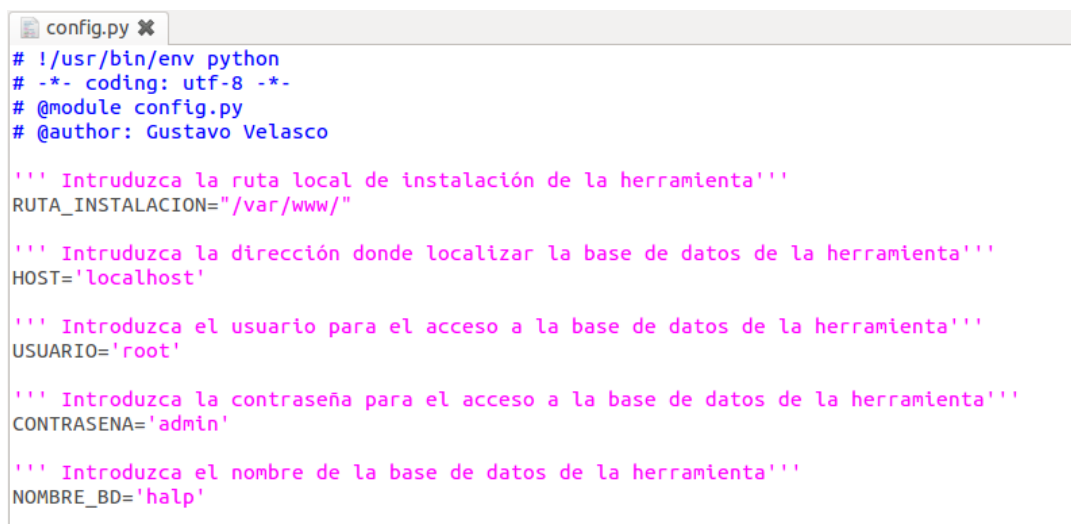 config.py
# !/usr/bin/env python
# -*- coding: utf-8 -*-
# @module config.py
# @author: Gustavo Velasco
''' Intruduzca la ruta local de instalación de la herramienta'''
RUTA_INSTALACION="/var/www/"
''' Intruduzca la dirección donde localizar la base de datos de la herramienta'''
HOST='localhost'
''' Introduzca el usuario para el acceso a la base de datos de la herramienta'''
USUARIO='root'
''' Introduzca la contraseña para el acceso a la base de datos de la herramienta'''
CONTRASENA='admin'
''' Introduzca el nombre de la base de datos de la herramienta'''
NOMBRE_BD='halp'